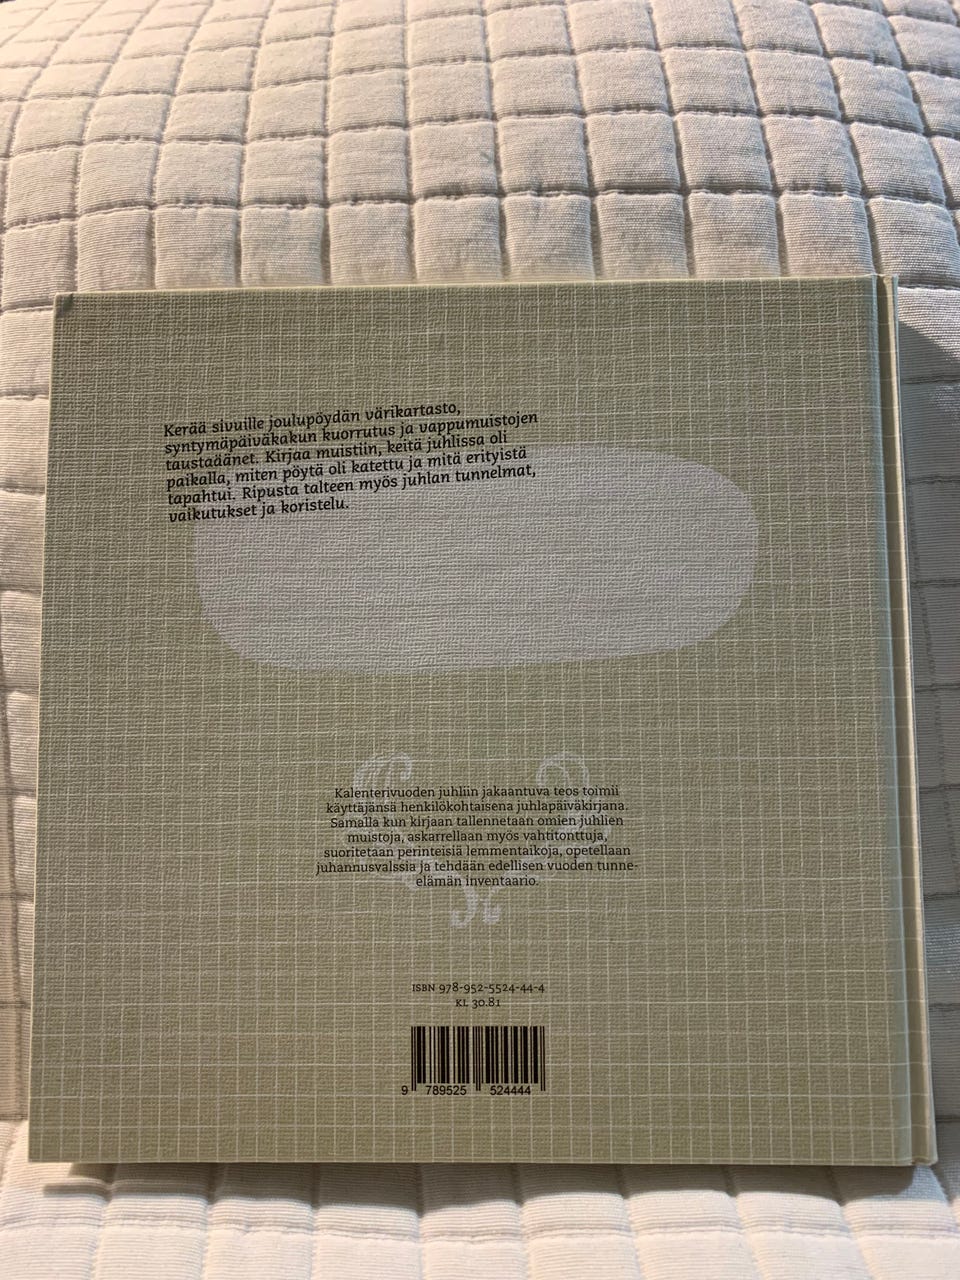 Kerää sivuille joulupöydän värikartasto,
syntymäpäiväkakun kuorrutus ja vappumuistojen
taustaäänet. Kirjaa muistiin, keitä juhlissa oli
paikalla, miten pöytä oli katettu ja mitä erityistä
tapahtui. Ripusta talteen myös juhlan tunnelmat,
vaikutukset ja koristelu.
Kalenterivuoden juhliin jakaantuva teos toimii
käyttäjänsä henkilökohtaisena juhlapäiväkirjana.
Samalla kun kirjaan tallennetaan omien juhlien
muistoja, askarrellaan myös vahtitonttuja,
suoritetaan perinteisiä lemmentaikoja, opetellaan
juhannusvalssia ja tehdään edellisen vuoden tunne-
elämän inventaario.
ISBN 978-952-5524-44-4
KL 30.81
9 789525 524444